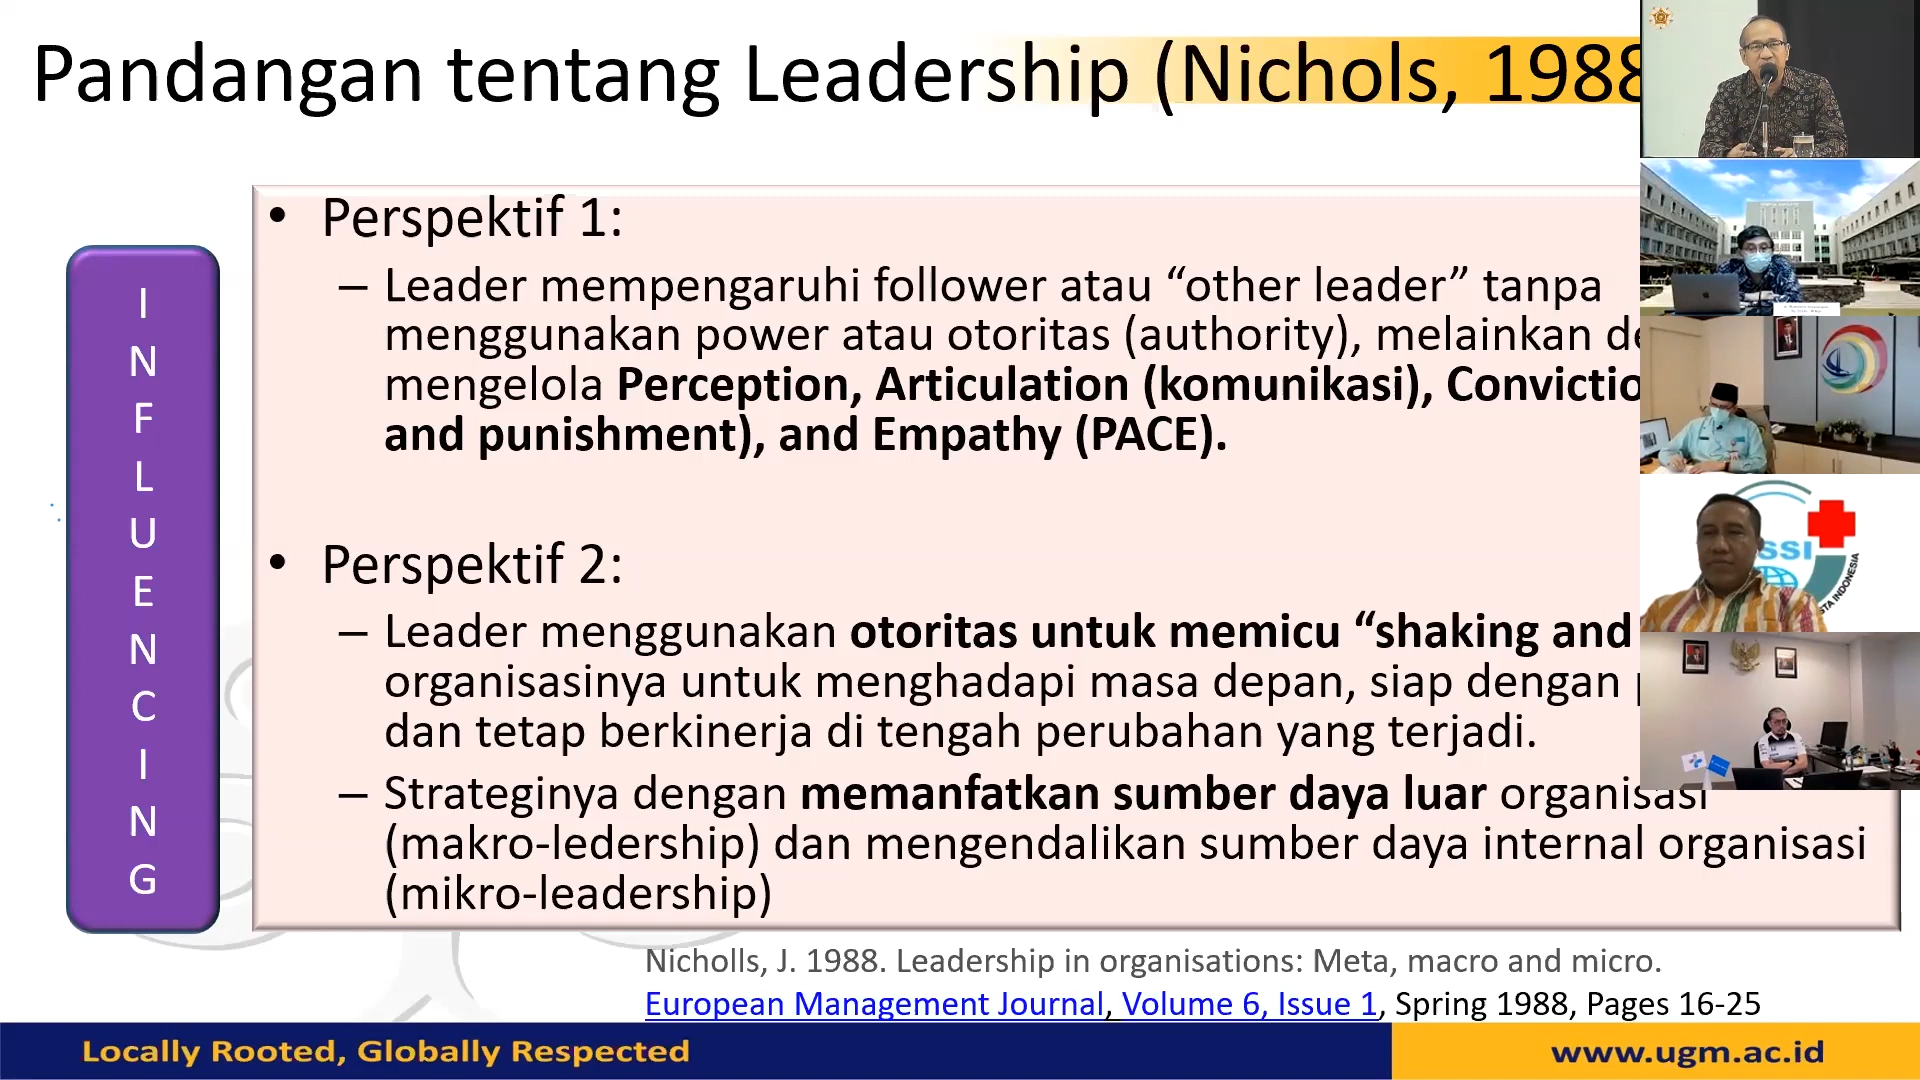 Pandangan tentang Leadership (Nichols, 1988
I
N
F
L
U
E
N
C
I
N
G
• Perspektif 1:
– Leader mempengaruhi follower atau “other leader” tanpa
menggunakan power atau otoritas (authority), melainkan
mengelola Perception, Articulation (komunikasi),
and punishment), and Empathy (PACE).
• Perspektif 2:
– Leader menggunakan otoritas untuk memicu “shaking and
organisasinya untuk menghadapi masa depan, siap dengan
dan tetap berkinerja di tengah perubahan yang terjadi.
– Strateginya dengan memanfatkan sumber daya luar organisasi
(makro-ledership) dan mengendalikan sumber daya internal organisasi
(mikro-leadership)
Nicholls, J. 1988. Leadership in organisations: Meta, macro and micro.
European Management Journal, Volume 6, Issue 1, Spring 1988, Pages 16-25
Locally Rooted, Globally Respected
www.ugm.ac.id
INDONESIA